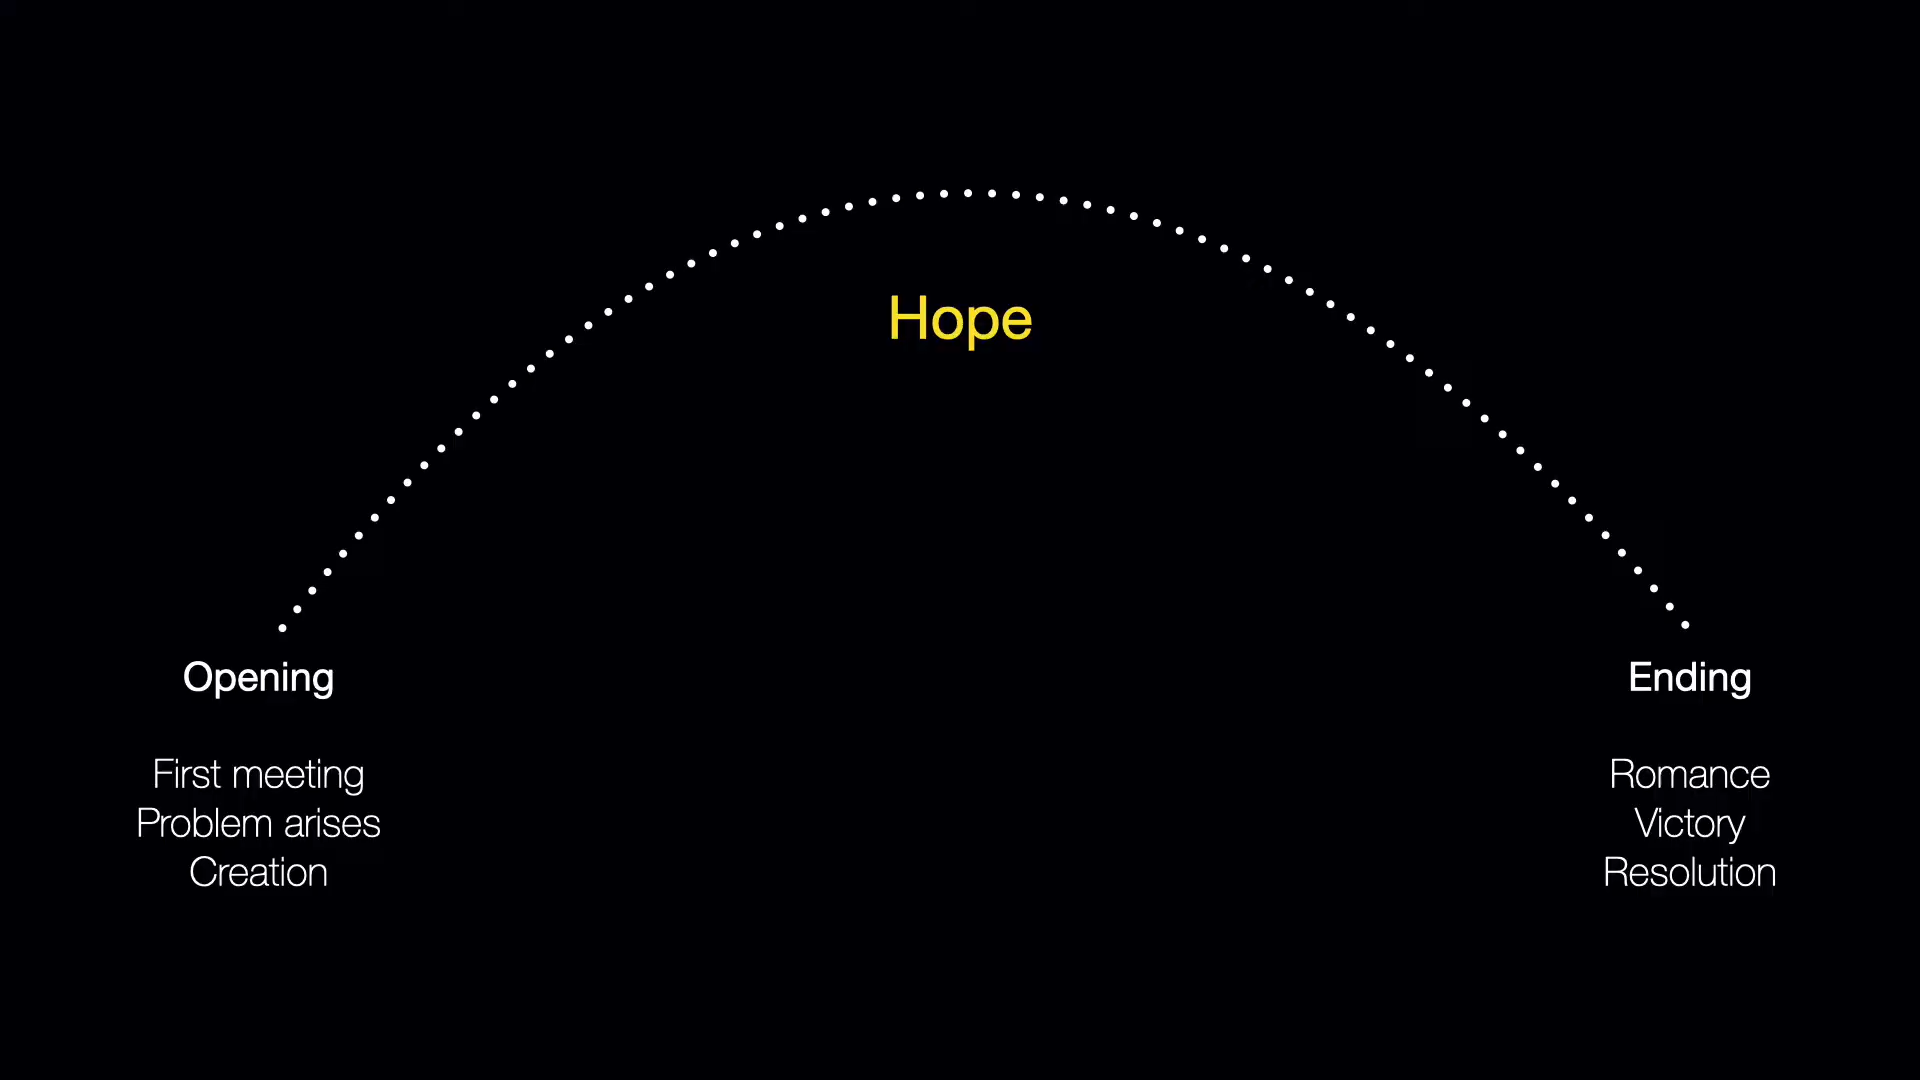 Hope
Opening
First meeting
Problem arises
Creation
Ending
Romance
Victory
Resolution